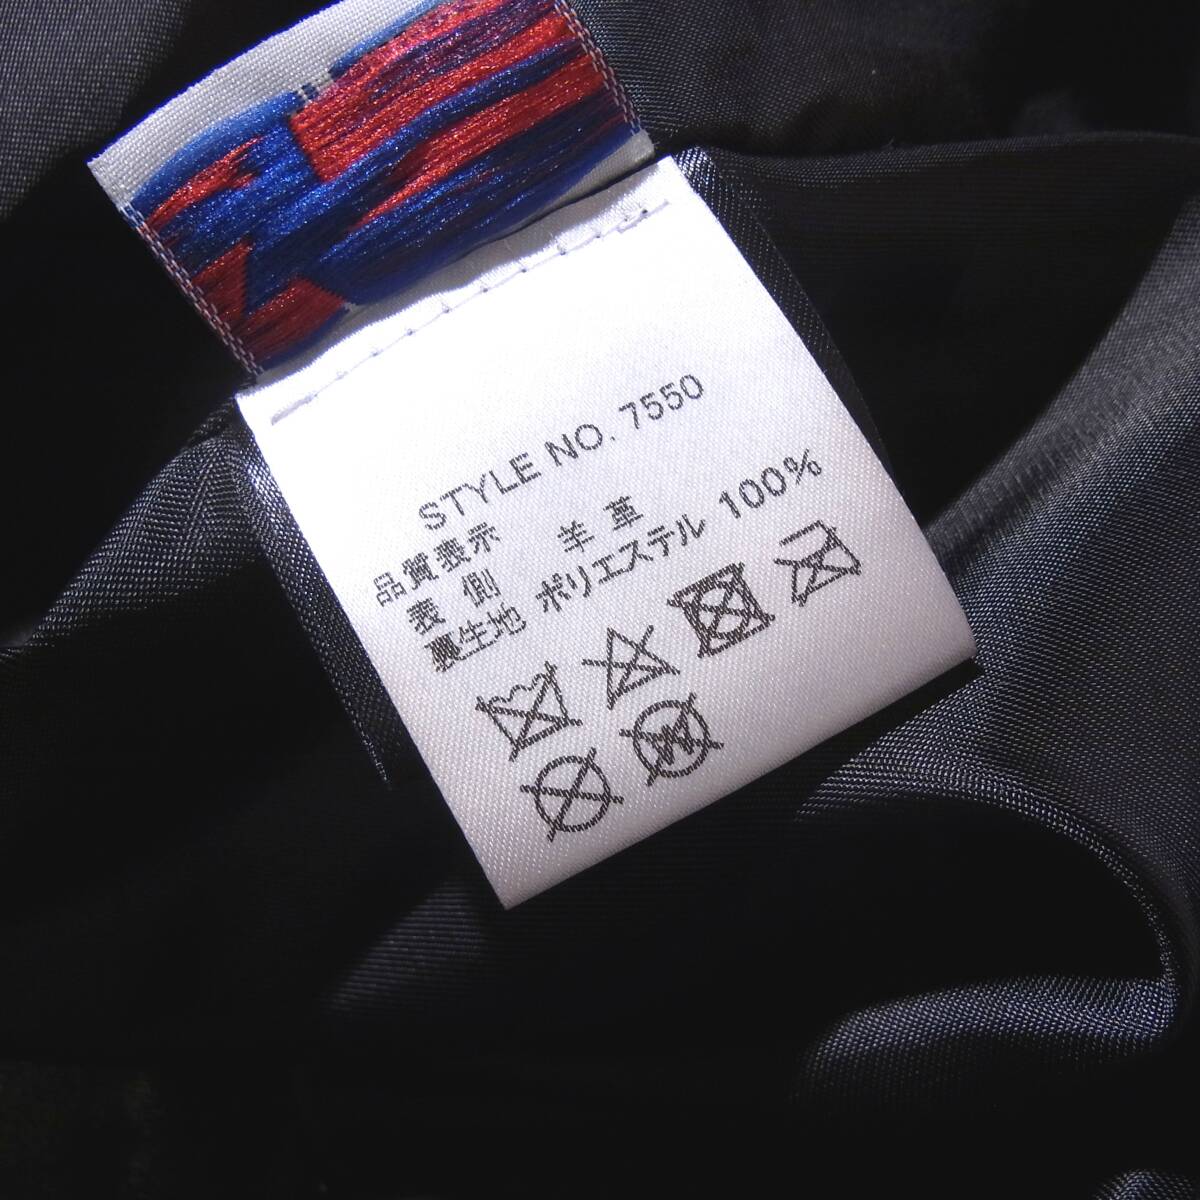 STYLE NO. 7550
品質表示
表 側 羊 革
裏生地 ポリエステル 100%
W